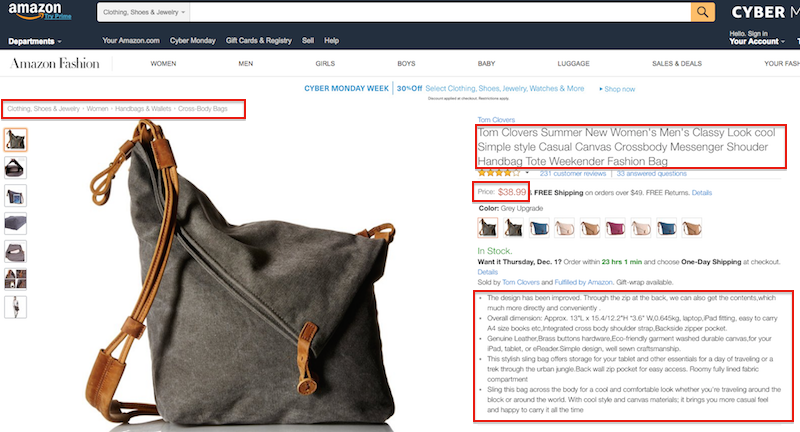 amazon
Try Prime
Clothing, Shoes & Jewelry
CYBER M
Departments
Your Amazon.com Cyber Monday Gift Cards & Registry Sell Help
Hello. Sign in
Your Account
Amazon Fashion
WOMEN MEN GIRLS BOYS BABY LUGGAGE SALES & DEALS YOUR FASH
CYBER MONDAY WEEK 30%Off Select Clothing, Shoes, Jewelry, Watches & More Shop now
Discount applied at checkout. Restrictions apply.
Clothing, Shoes & Jewelry › Women › Handbags & Wallets › Cross-Body Bags
Tom Clovers
Tom Clovers Summer New Women's Men's Classy Look cool
Simple style Casual Canvas Crossbody Messenger Shouder
Handbag Tote Weekender Fashion Bag
231 customer reviews | 33 answered questions
Price: $38.99 & FREE Shipping on orders over $49. FREE Returns. Details
Color: Grey Upgrade
In Stock.
Want it Thursday, Dec. 1? Order within 23 hrs 1 min and choose One-Day Shipping at checkout.
Details
Sold by Tom Clovers and Fulfilled by Amazon. Gift-wrap available.
• The design has been improved. Through the zip at the back, we can also get the contents,which
much more directly and conveniently .
• Overall dimension: Approx. 13"L x 15.4/12.2"H *3.6" W,0.645kg, laptop,iPad fitting, easy to carry
A4 size books etc,Integrated cross body shoulder strap,Backside zipper pocket.
• Genuine Leather,Brass buttons hardware,Eco-friendly garment washed durable canvas,for your
iPad, tablet, or eReader.Simple design, well sewn craftsmanship.
• This stylish sling bag offers storage for your tablet and other essentials for a day of traveling or a
trek through the urban jungle.Back wall zip pocket for easy access. Roomy fully lined fabric
compartment
• Sling this bag across the body for a cool and comfortable look whether you're traveling around the
block or around the world. With cool style and canvas materials; it brings you more casual feel
and happy to carry it all the time